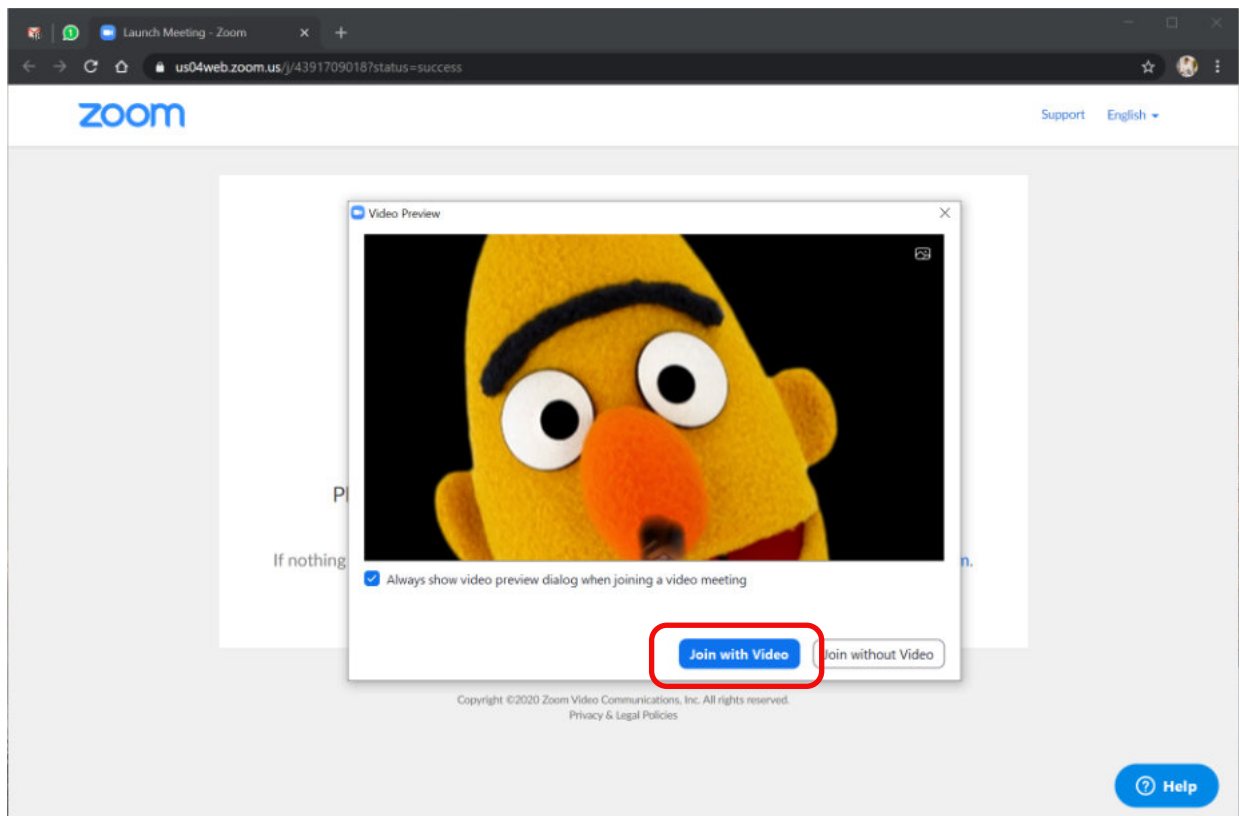 Launch Meeting - Zoom
us04web.zoom.us/j/4391709018?status=success
zoom
Support English
Video Preview
Pl
If nothing
n.
Always show video preview dialog when joining a video meeting
Join with Video Join without Video
Copyright ©2020 Zoom Video Communications, Inc. All rights reserved.
Privacy & Legal Policies
Help